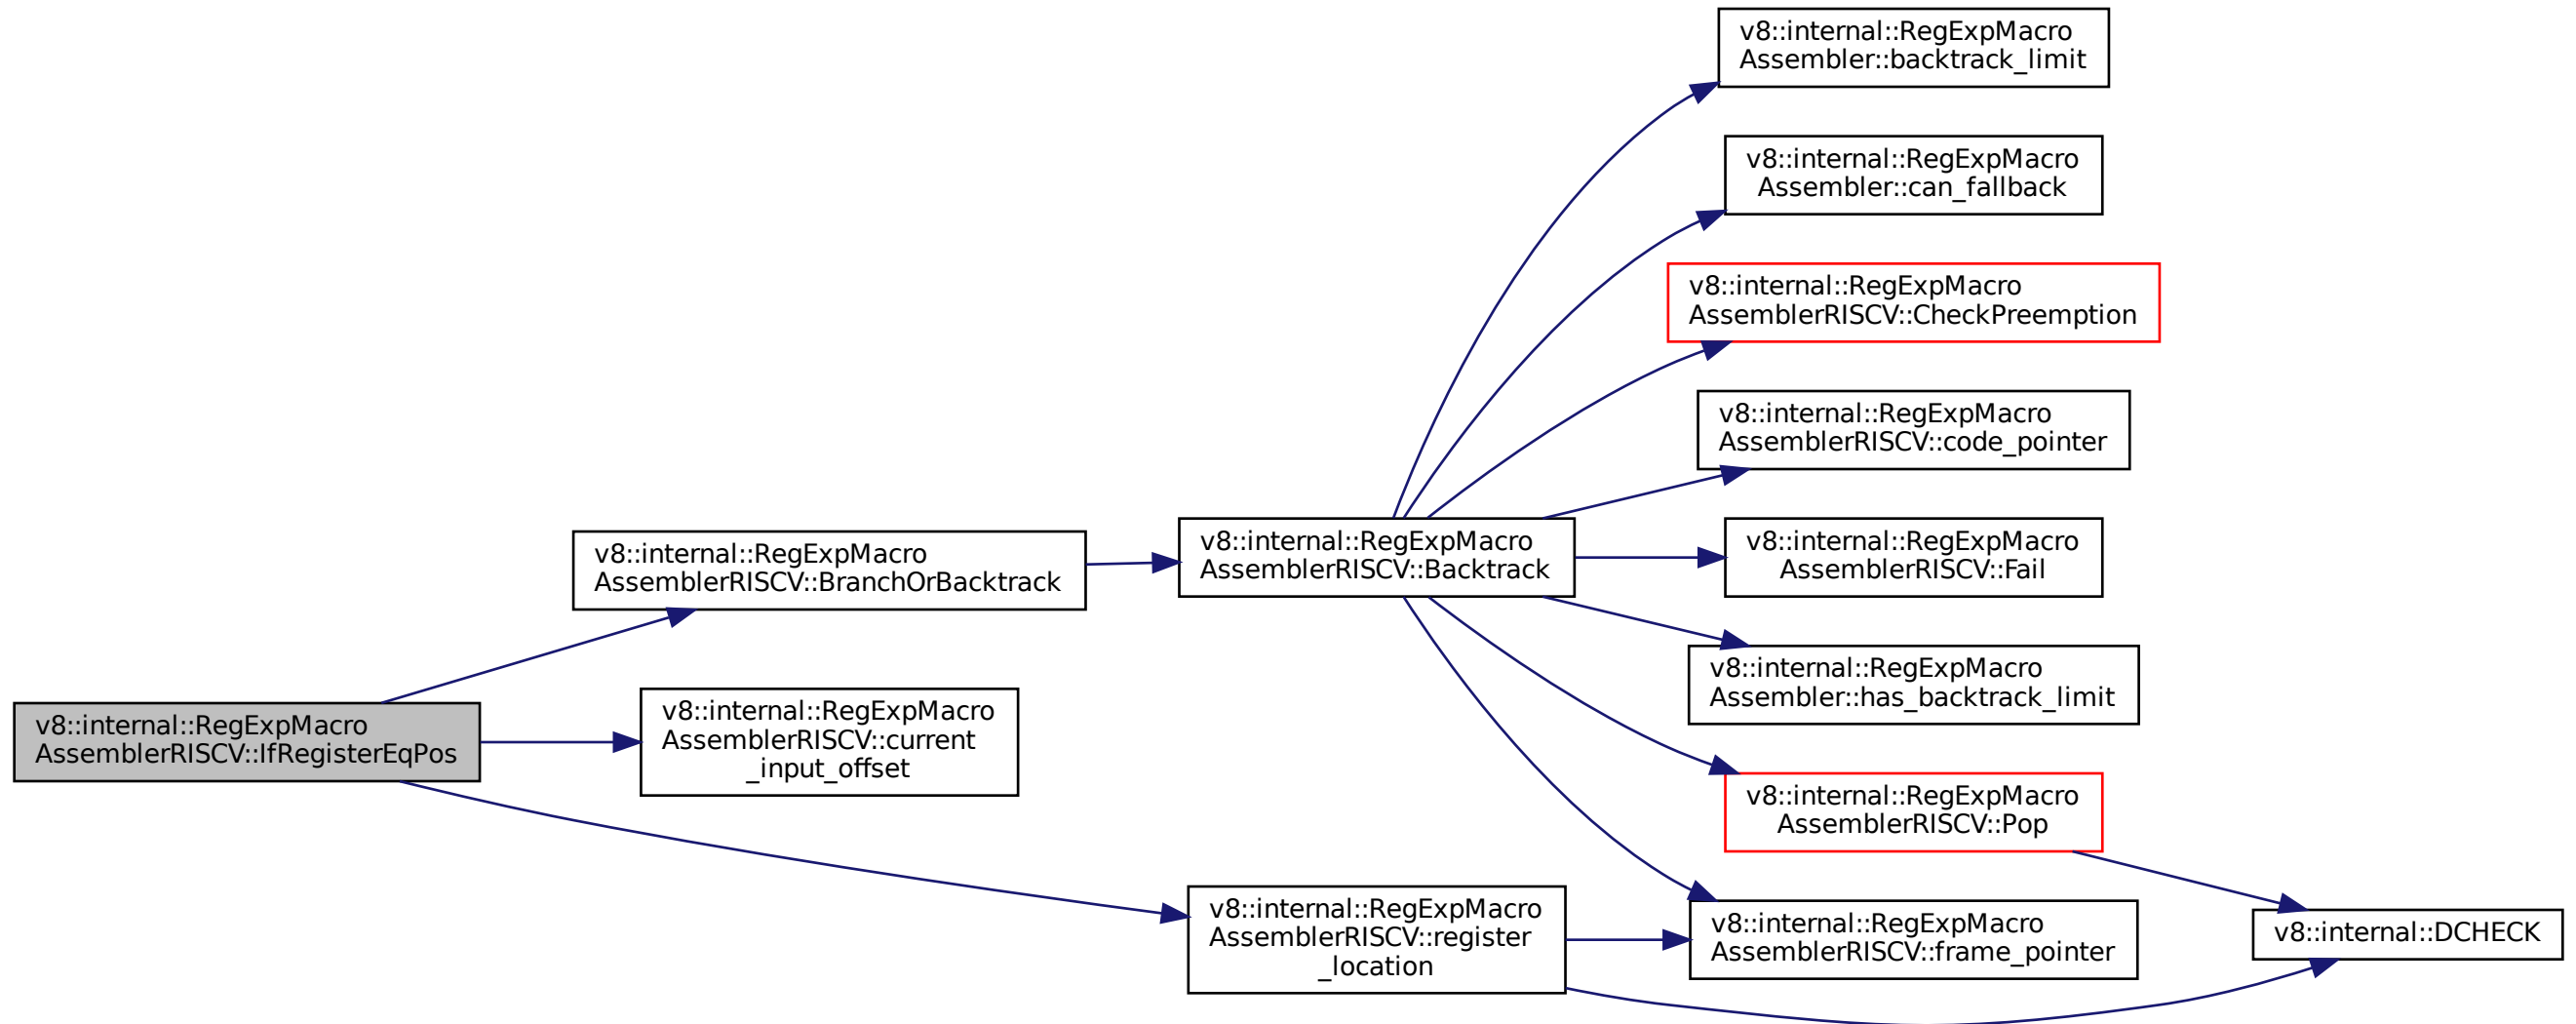 v8::internal::RegExpMacro
Assembler::backtrack_limit
v8::internal::RegExpMacro
Assembler::can_fallback
v8::internal::RegExpMacro
AssemblerRISCV::CheckPreemption
v8::internal::RegExpMacro
AssemblerRISCV::code_pointer
v8::internal::RegExpMacro
AssemblerRISCV::BranchOrBacktrack
v8::internal::RegExpMacro
AssemblerRISCV::Backtrack
v8::internal::RegExpMacro
AssemblerRISCV::Fail
v8::internal::RegExpMacro
Assembler::has_backtrack_limit
v8::internal::RegExpMacro
AssemblerRISCV::IfRegisterEqPos
v8::internal::RegExpMacro
AssemblerRISCV::current
_input_offset
v8::internal::RegExpMacro
AssemblerRISCV::Pop
v8::internal::RegExpMacro
AssemblerRISCV::register
_location
v8::internal::RegExpMacro
AssemblerRISCV::frame_pointer
v8::internal::DCHECK